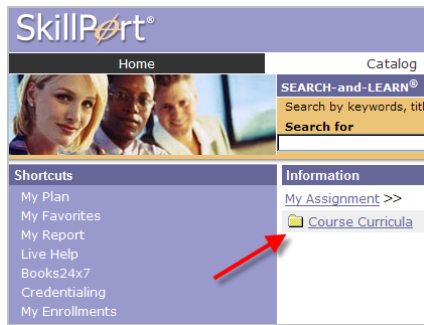 SkillPort®
Home
Catalog
SEARCH-and-LEARN®
Search by keywords, titl
Search for
Shortcuts
My Plan
My Favorites
My Report
Live Help
Books24x7
Credentialing
My Enrollments
Information
My Assignment >>
Course Curricula